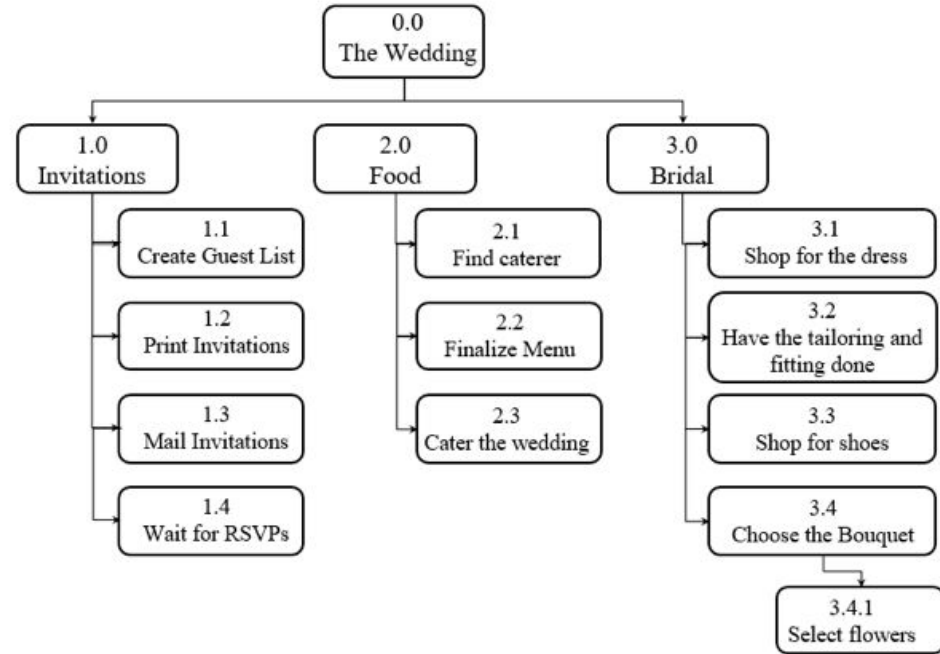 0.0
The Wedding
1.0
Invitations
2.0
Food
3.0
Bridal
1.1
Create Guest List
1.2
Print Invitations
1.3
Mail Invitations
1.4
Wait for RSVPs
2.1
Find caterer
2.2
Finalize Menu
2.3
Cater the wedding
3.1
Shop for the dress
3.2
Have the tailoring and
fitting done
3.3
Shop for shoes
3.4
Choose the Bouquet
3.4.1
Select flowers